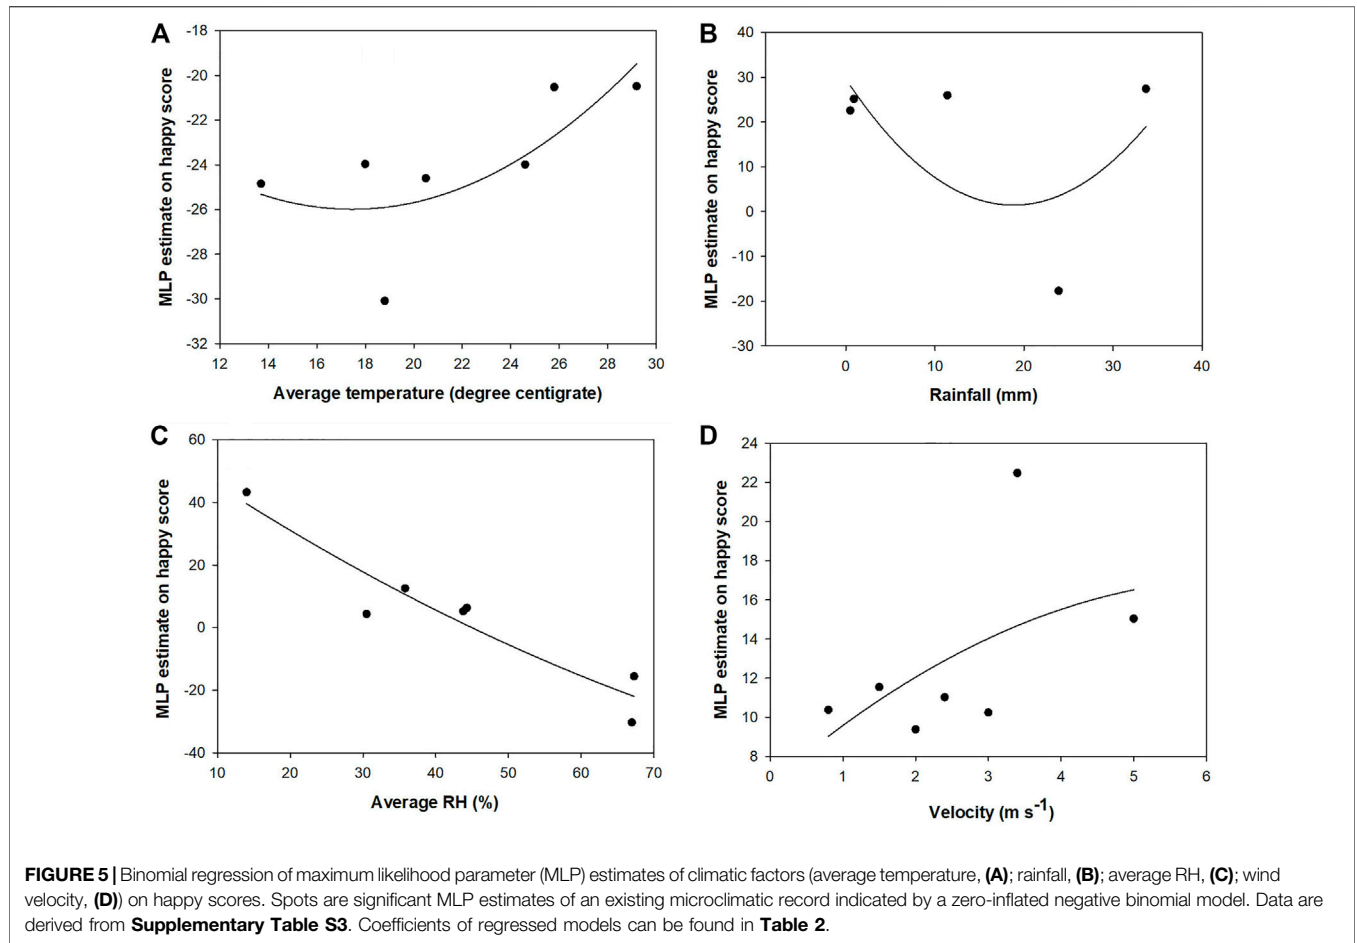 A
MLP estimate on happy score
-18
-20
-22
-24
-26
-28
-30
-32
12 14 16 18 20 22 24 26 28 30
Average temperature (degree centigrate)
B
MLP estimate on happy score
40
30
20
10
0
-10
-20
-30
0 10 20 30 40
Rainfall (mm)
C
MLP estimate on happy score
60
40
20
0
-20
-40
10 20 30 40 50 60 70
Average RH (%)
D
MLP estimate on happy score
24
22
20
18
16
14
12
10
8
0 1 2 3 4 5 6
Velocity (m s⁻¹)
FIGURE 5 | Binomial regression of maximum likelihood parameter (MLP) estimates of climatic factors (average temperature, (A); rainfall, (B); average RH, (C); wind
velocity, (D)) on happy scores. Spots are significant MLP estimates of an existing microclimatic record indicated by a zero-inflated negative binomial model. Data are
derived from Supplementary Table S3. Coefficients of regressed models can be found in Table 2.